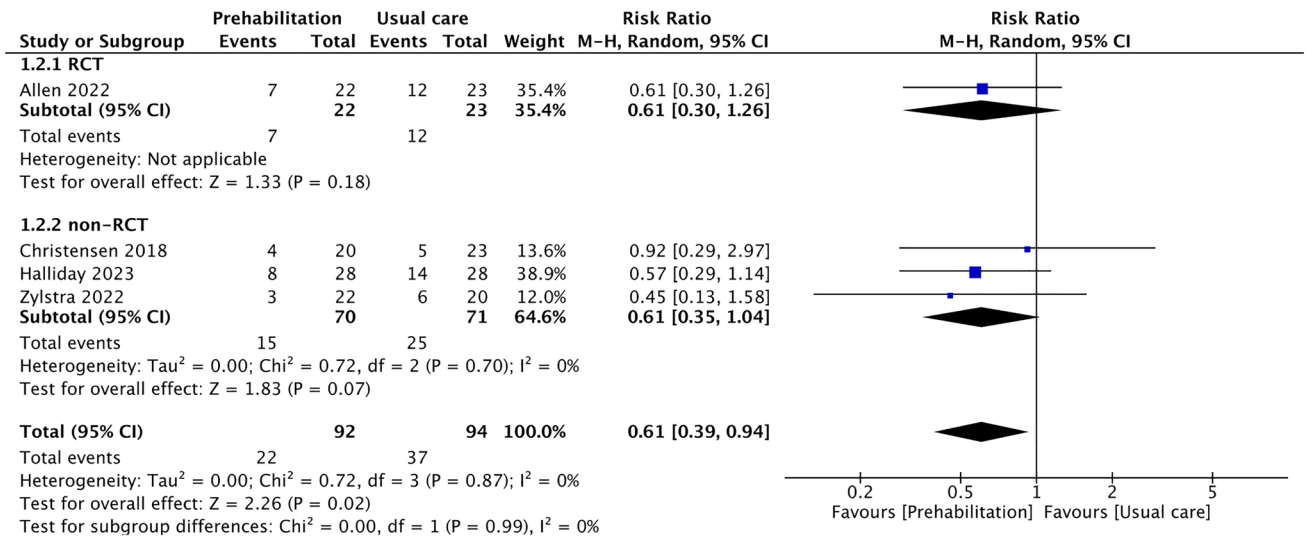 Prehabilitation Usual care Risk Ratio Risk Ratio
Study or Subgroup Events Total Events Total Weight M-H, Random, 95% CI M-H, Random, 95% CI
1.2.1 RCT
Allen 2022 7 22 12 23 35.4% 0.61 [0.30, 1.26]
Subtotal (95% CI) 22 23 35.4% 0.61 [0.30, 1.26]
Total events 7 12
Heterogeneity: Not applicable
Test for overall effect: Z = 1.33 (P = 0.18)
1.2.2 non-RCT
Christensen 2018 4 20 5 23 13.6% 0.92 [0.29, 2.97]
Halliday 2023 8 28 14 28 38.9% 0.57 [0.29, 1.14]
Zylstra 2022 3 22 6 20 12.0% 0.45 [0.13, 1.58]
Subtotal (95% CI) 70 71 64.6% 0.61 [0.35, 1.04]
Total events 15 25
Heterogeneity: Tau² = 0.00; Chi² = 0.72, df = 2 (P = 0.70); I² = 0%
Test for overall effect: Z = 1.83 (P = 0.07)
Total (95% CI) 92 94 100.0% 0.61 [0.39, 0.94]
Total events 22 37
Heterogeneity: Tau² = 0.00; Chi² = 0.72, df = 3 (P = 0.87); I² = 0%
Test for overall effect: Z = 2.26 (P = 0.02)
Test for subgroup differences: Chi² = 0.00, df = 1 (P = 0.99), I² = 0%
0.2 0.5 1 2 5
Favours [Prehabilitation] Favours [Usual care]